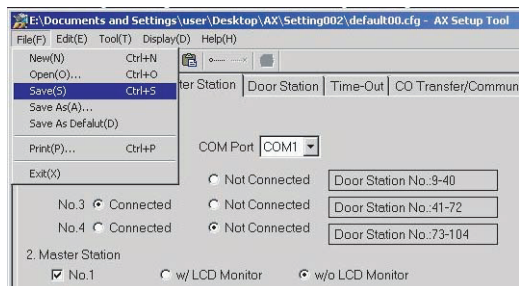 E:\Documents and Settings\user\Desktop\AX\Setting002\default00.cfg - AX Setup Tool
File(F) Edit(E) Tool(T) Display(D) Help(H)
New(N) Ctrl+N
Open(O)... Ctrl+O
Save(S) Ctrl+S
Save As(A)...
Save As Defalut(D)
Print(P)... Ctrl+P
Exit(X)
Station Door Station Time-Out CO Transfer/Commun
COM Port COM1
Not Connected Door Station No.:9-40
No.3 Connected Not Connected Door Station No.:41-72
No.4 Connected Not Connected Door Station No.:73-104
2. Master Station
No.1 w/ LCD Monitor w/o LCD Monitor